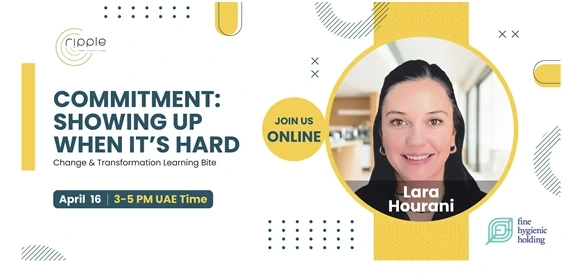 ripple
COMMITMENT:
SHOWING UP
WHEN IT'S HARD
Change & Transformation Learning Bite
April 16 | 3-5 PM UAE Time
JOIN US
ONLINE
Lara
Hourani
fine
hygienic
holding